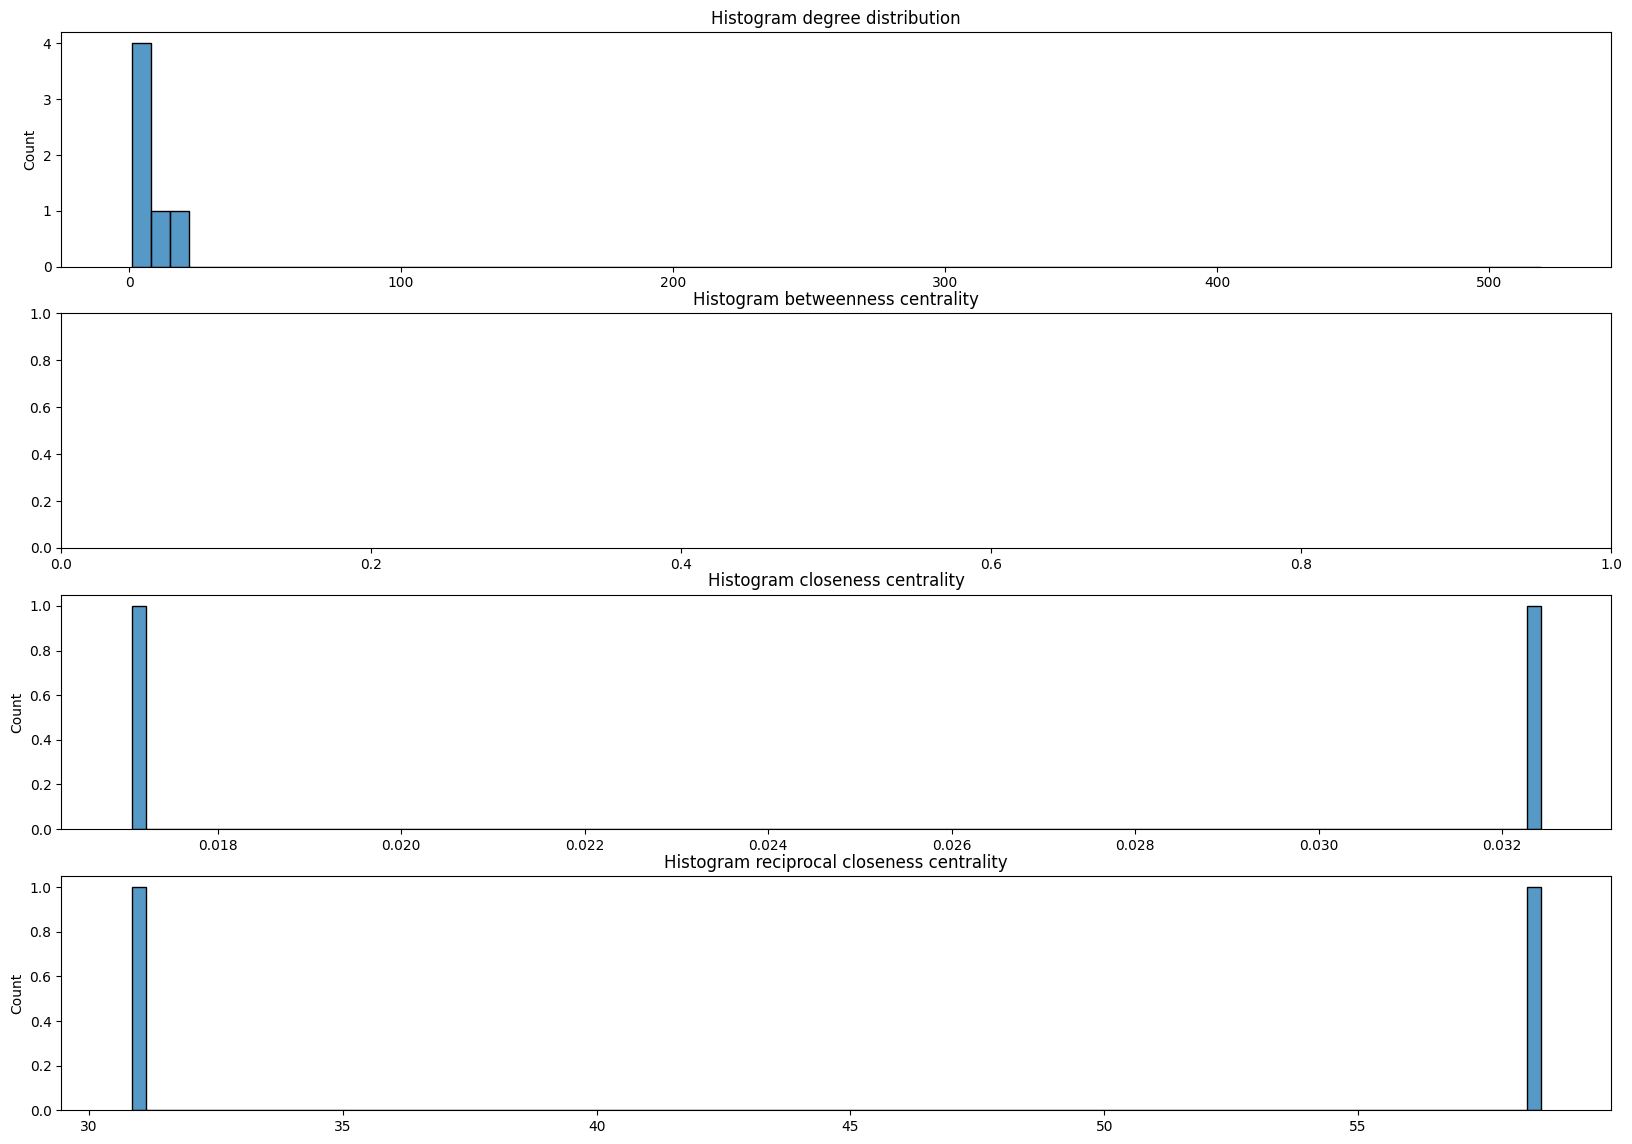 Histogram degree distribution
4
3
2
1
0
Count
0 100 200 300 400 500
Histogram betweenness centrality
1.0
0.8
0.6
0.4
0.2
0.0
0.0 0.2 0.4 0.6 0.8 1.0
Histogram closeness centrality
1.0
0.8
0.6
0.4
0.2
0.0
Count
0.018 0.020 0.022 0.024 0.026 0.028 0.030 0.032
Histogram reciprocal closeness centrality
1.0
0.8
0.6
0.4
0.2
0.0
Count
30 35 40 45 50 55